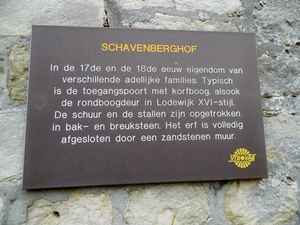 SCHAVENBERGHOF
In de 17de en de 18de eeuw eigendom van
verschillende adellijke families. Typisch
is de toegangspoort met korfboog, alsook
de rondboogdeur in Lodewijk XVI-stijl.
De schuur en de stallen zijn opgetrokken
in bak- en breuksteen. Het erf is volledig
afgesloten door een zandstenen muur.